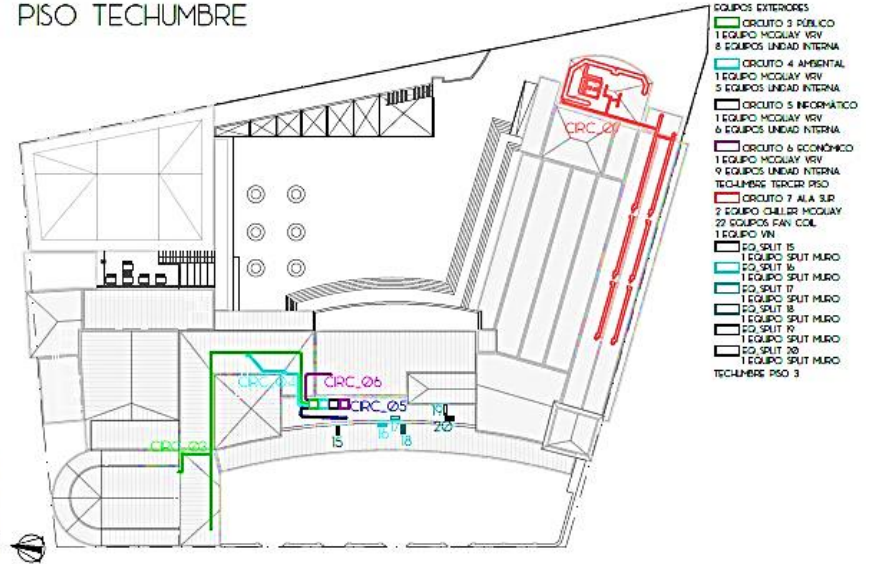 PISO TECHUMBRE
EQUIPOS EXTERIORES
CIRCUITO 3 PÚBLICO
1 EQUIPO MCQUAY VRV
8 EQUIPOS UNIDAD INTERNA
CIRCUITO 4 AMBIENTAL
1 EQUIPO MCQUAY VRV
5 EQUIPOS UNIDAD INTERNA
CIRCUITO 5 INFORMÁTICO
1 EQUIPO MCQUAY VRV
6 EQUIPOS UNIDAD INTERNA
CIRCUITO 6 ECONÓMICO
1 EQUIPO MCQUAY VRV
9 EQUIPOS UNIDAD INTERNA
TECHUMBRE TERCER PISO
CIRCUITO 7 ALA SUR
2 EQUIPO CHILLER MCQUAY
22 EQUIPOS FAN COIL
1 EQUIPO VIN
EQ_SPLIT 15
1 EQUIPO SPLIT MURO
EQ_SPLIT 16
1 EQUIPO SPLIT MURO
EQ_SPLIT 17
1 EQUIPO SPLIT MURO
EQ_SPLIT 18
1 EQUIPO SPLIT MURO
EQ_SPLIT 19
1 EQUIPO SPLIT MURO
EQ_SPLIT 20
1 EQUIPO SPLIT MURO
TECHUMBRE PISO 3
CIRC_07
CIRC_04
CIRC_06
CIRC_05
CIRC_03
15
16
17
18
19
20